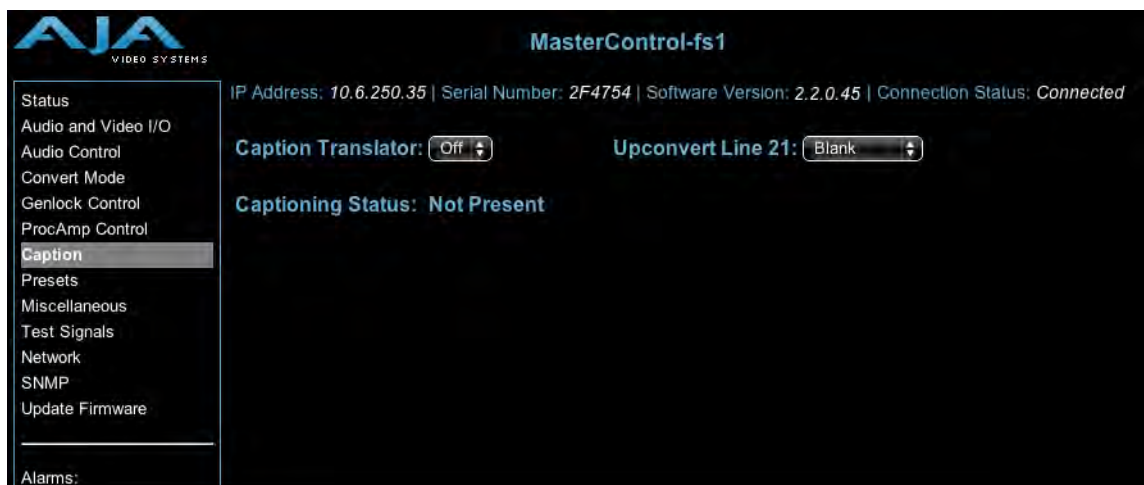 AJA
VIDEO SYSTEMS
MasterControl-fs1
IP Address: 10.6.250.35 | Serial Number: 2F4754 | Software Version: 2.2.0.45 | Connection Status: Connected
Status
Audio and Video I/O
Audio Control
Convert Mode
Genlock Control
ProcAmp Control
Caption
Presets
Miscellaneous
Test Signals
Network
SNMP
Update Firmware
Alarms:
Caption Translator: Off Upconvert Line 21: Blank
Captioning Status: Not Present